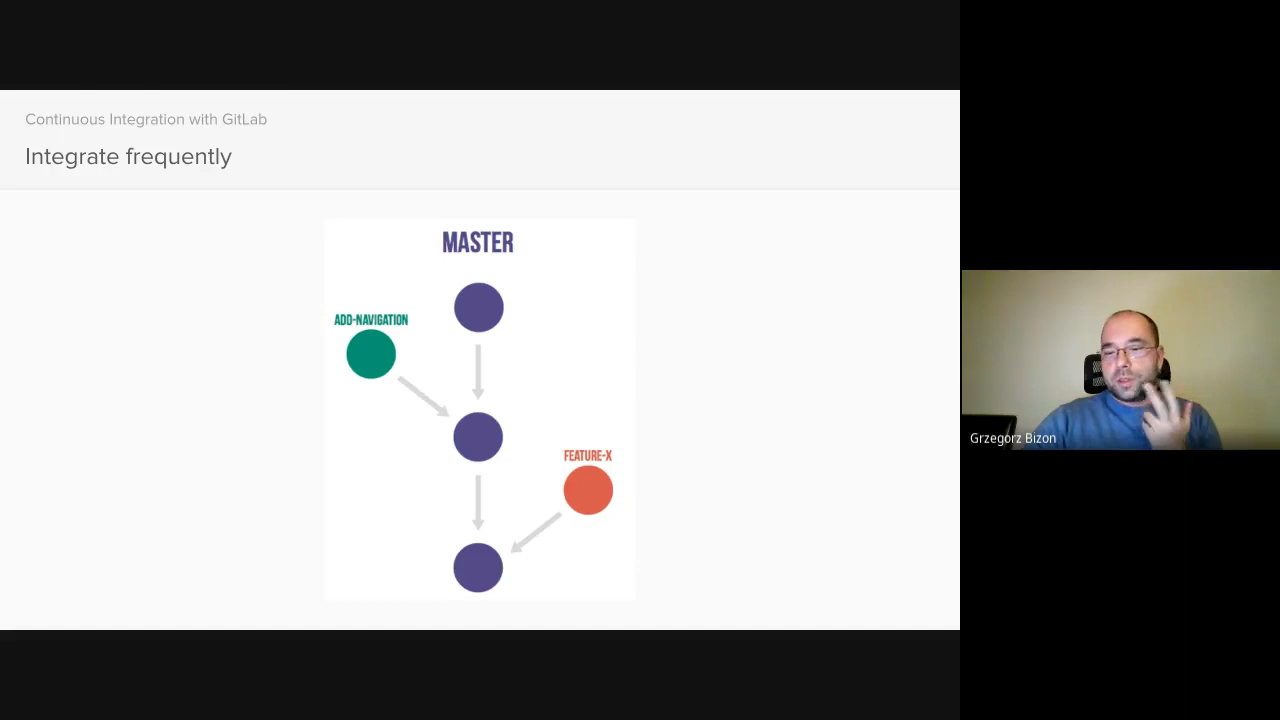 Continuous Integration with GitLab
Integrate frequently
MASTER
ADD-NAVIGATION
FEATURE-X
Grzegorz Bizon